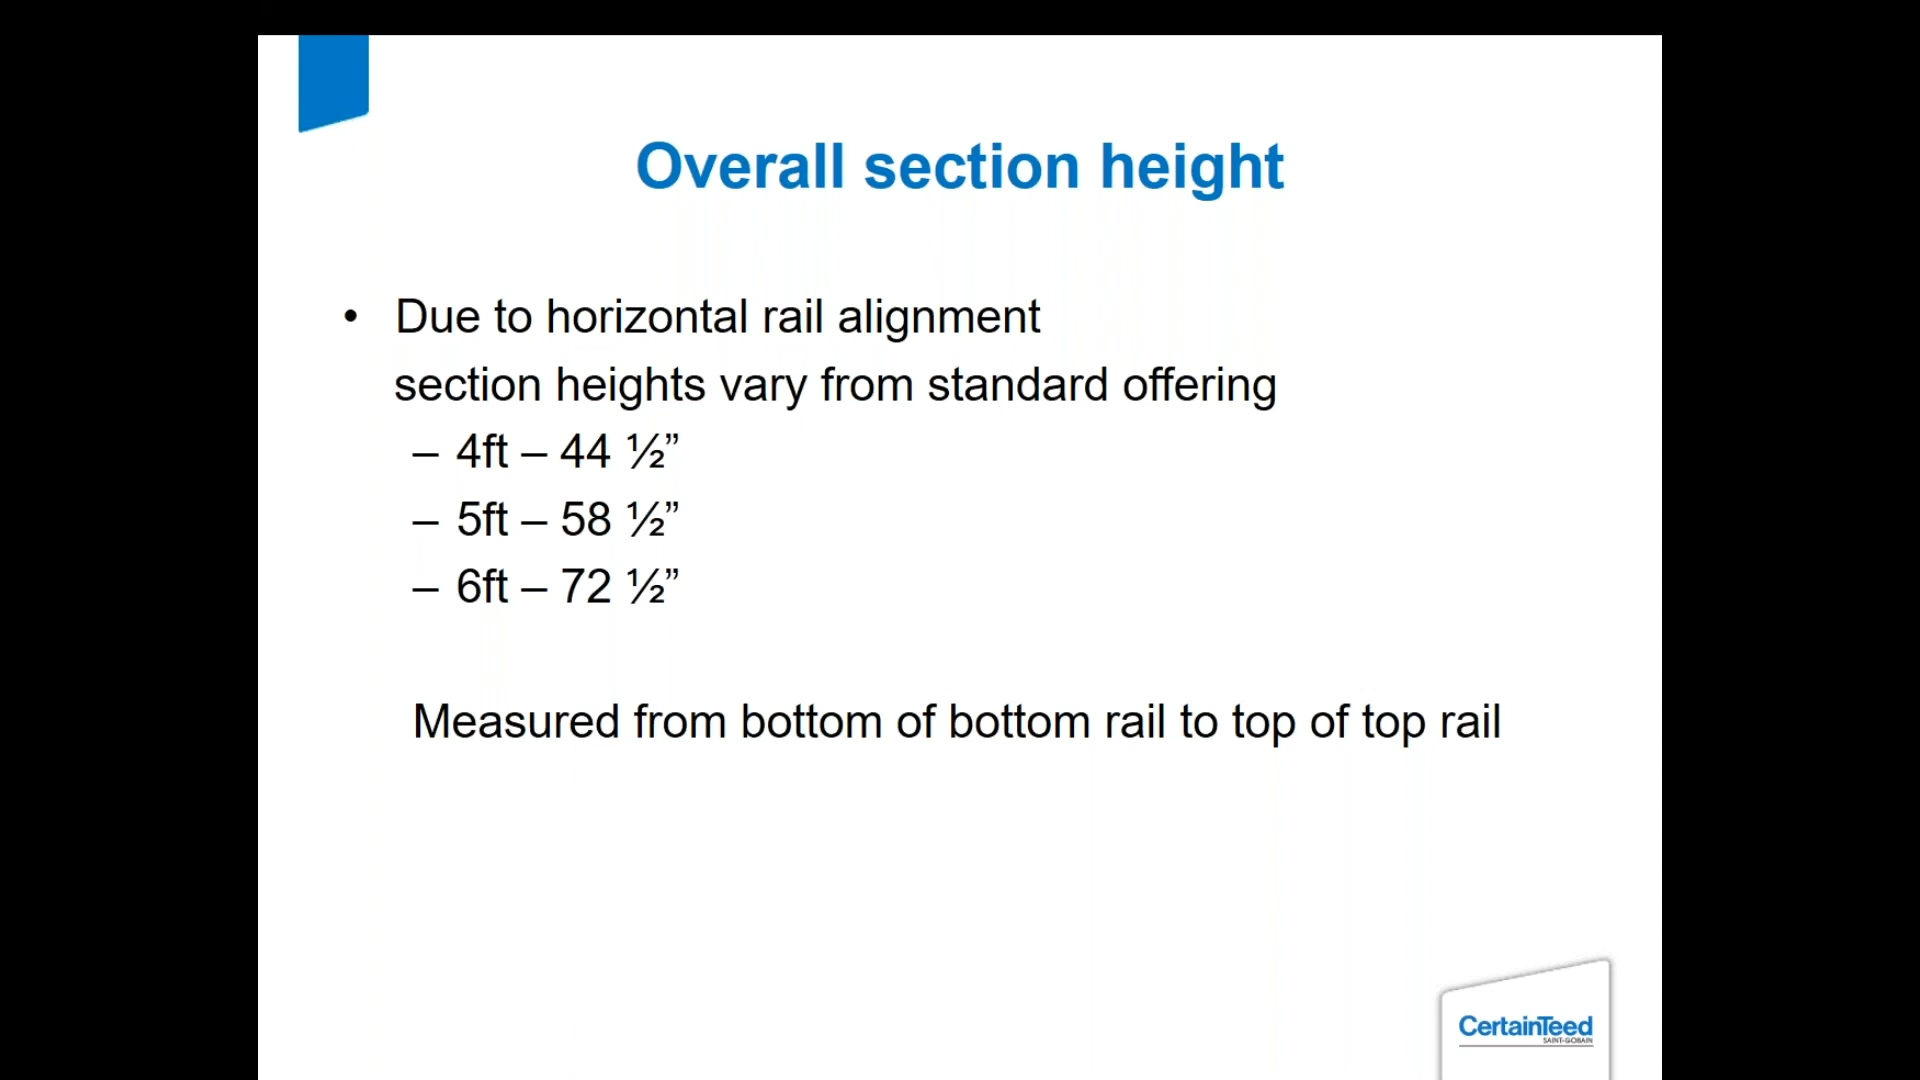 Overall section height
• Due to horizontal rail alignment
section heights vary from standard offering
– 4ft – 44 ½”
– 5ft – 58 ½”
– 6ft – 72 ½”
Measured from bottom of bottom rail to top of top rail
CertainTeed
SAINT-GOBAIN